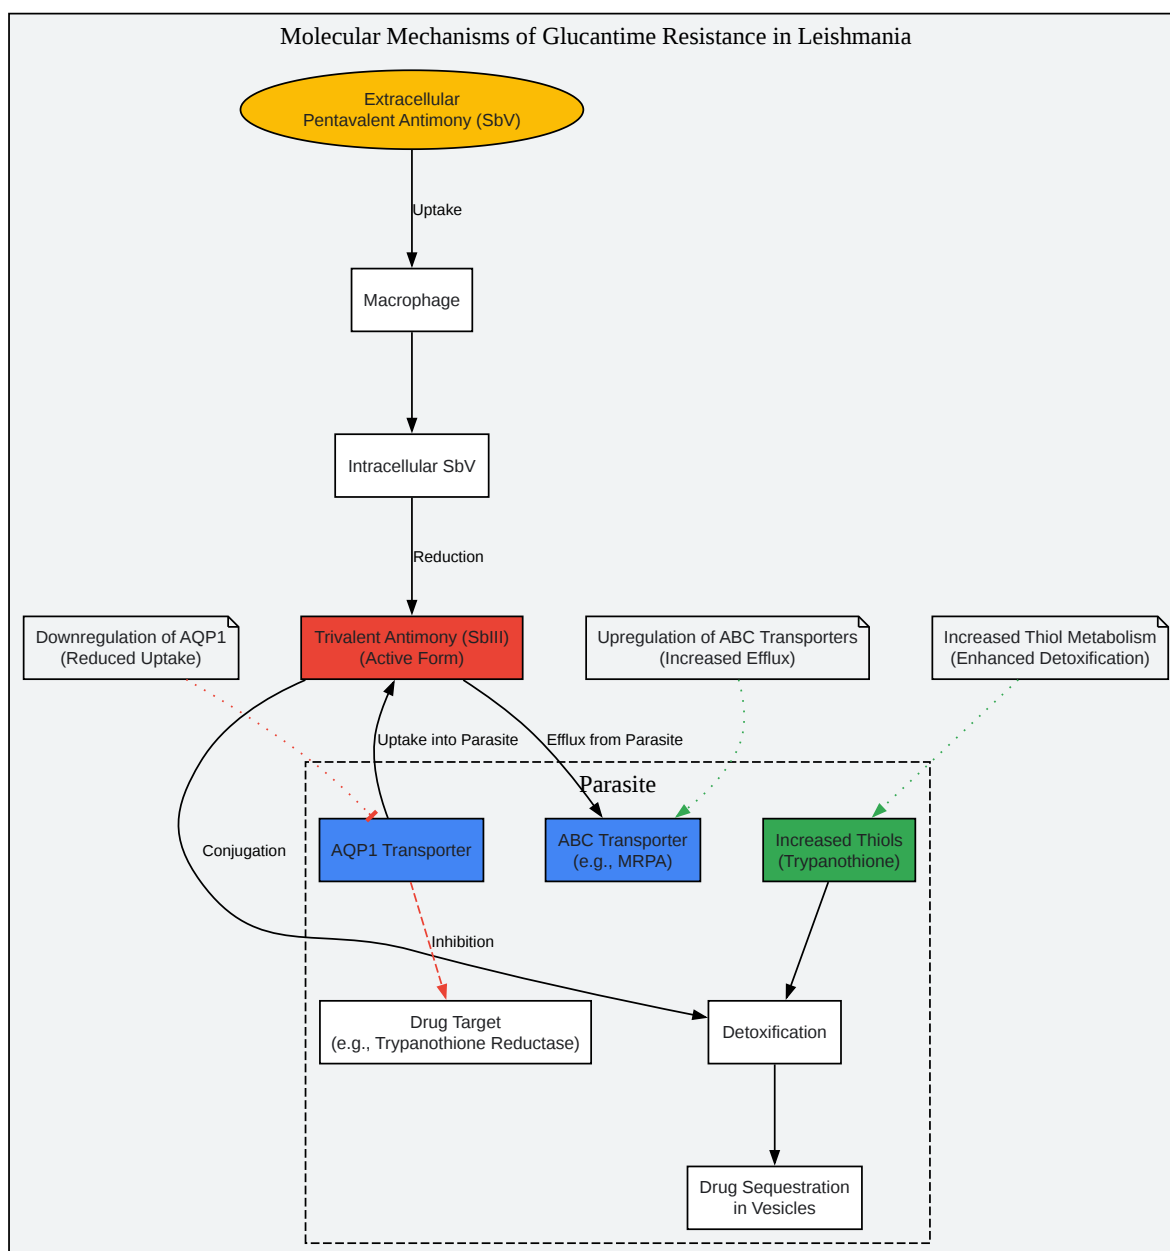 Molecular Mechanisms of Glucantime Resistance in Leishmania
Extracellular
Pentavalent Antimony (SbV)
Uptake
Macrophage
Intracellular SbV
Reduction
Downregulation of AQP1
(Reduced Uptake)
Trivalent Antimony (SbIII)
(Active Form)
Upregulation of ABC Transporters
(Increased Efflux)
Increased Thiol Metabolism
(Enhanced Detoxification)
Uptake into Parasite
Efflux from Parasite
Parasite
Conjugation
AQP1 Transporter
ABC Transporter
(e.g., MRPA)
Increased Thiols
(Trypanothione)
Inhibition
Drug Target
(e.g., Trypanothione Reductase)
Detoxification
Drug Sequestration
in Vesicles